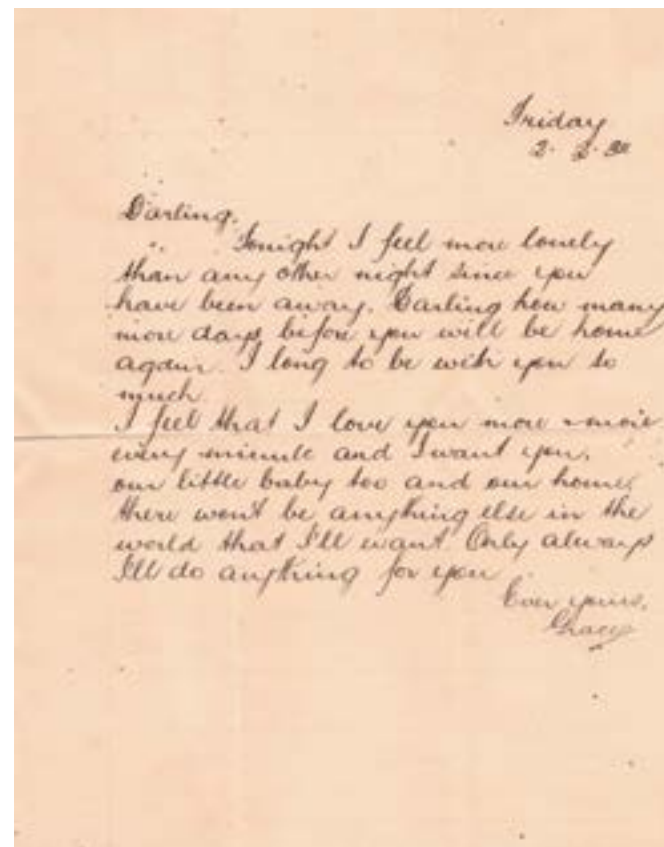 Friday
Darling.
Tonight I feel more lonely
than any other night since you
have been away. Darling how many
more days before you will be home
again. I long to be with you so
much.
I feel that I love you more & more
every minute and I want you.
our little baby too and our home,
there won't be anything else in the
world that I'll want. Only always
I'll do anything for you
Ever yours,